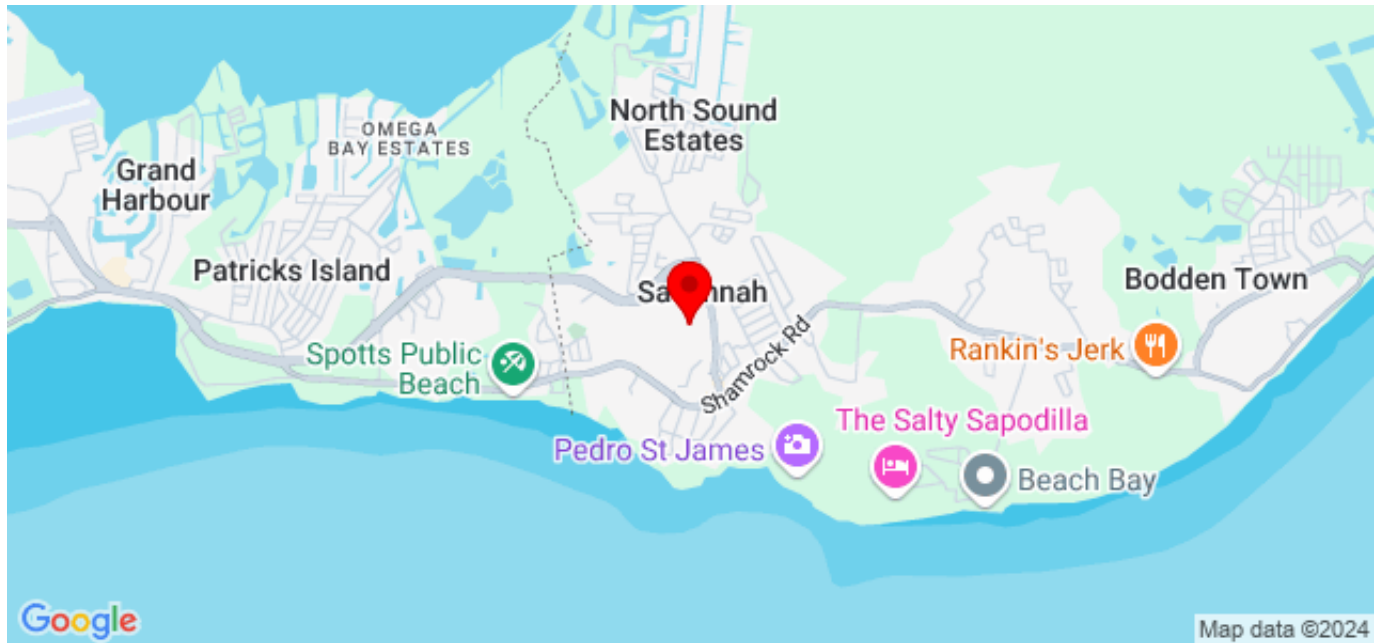 North Sound
Estates
OMEGA
BAY ESTATES
Grand
Harbour
Patricks Island
Savannah
Bodden Town
Spotts Public
Beach
Shamrock Rd
Rankin's Jerk
The Salty Sapodilla
Pedro St James
Beach Bay
Google
Map data ©2024